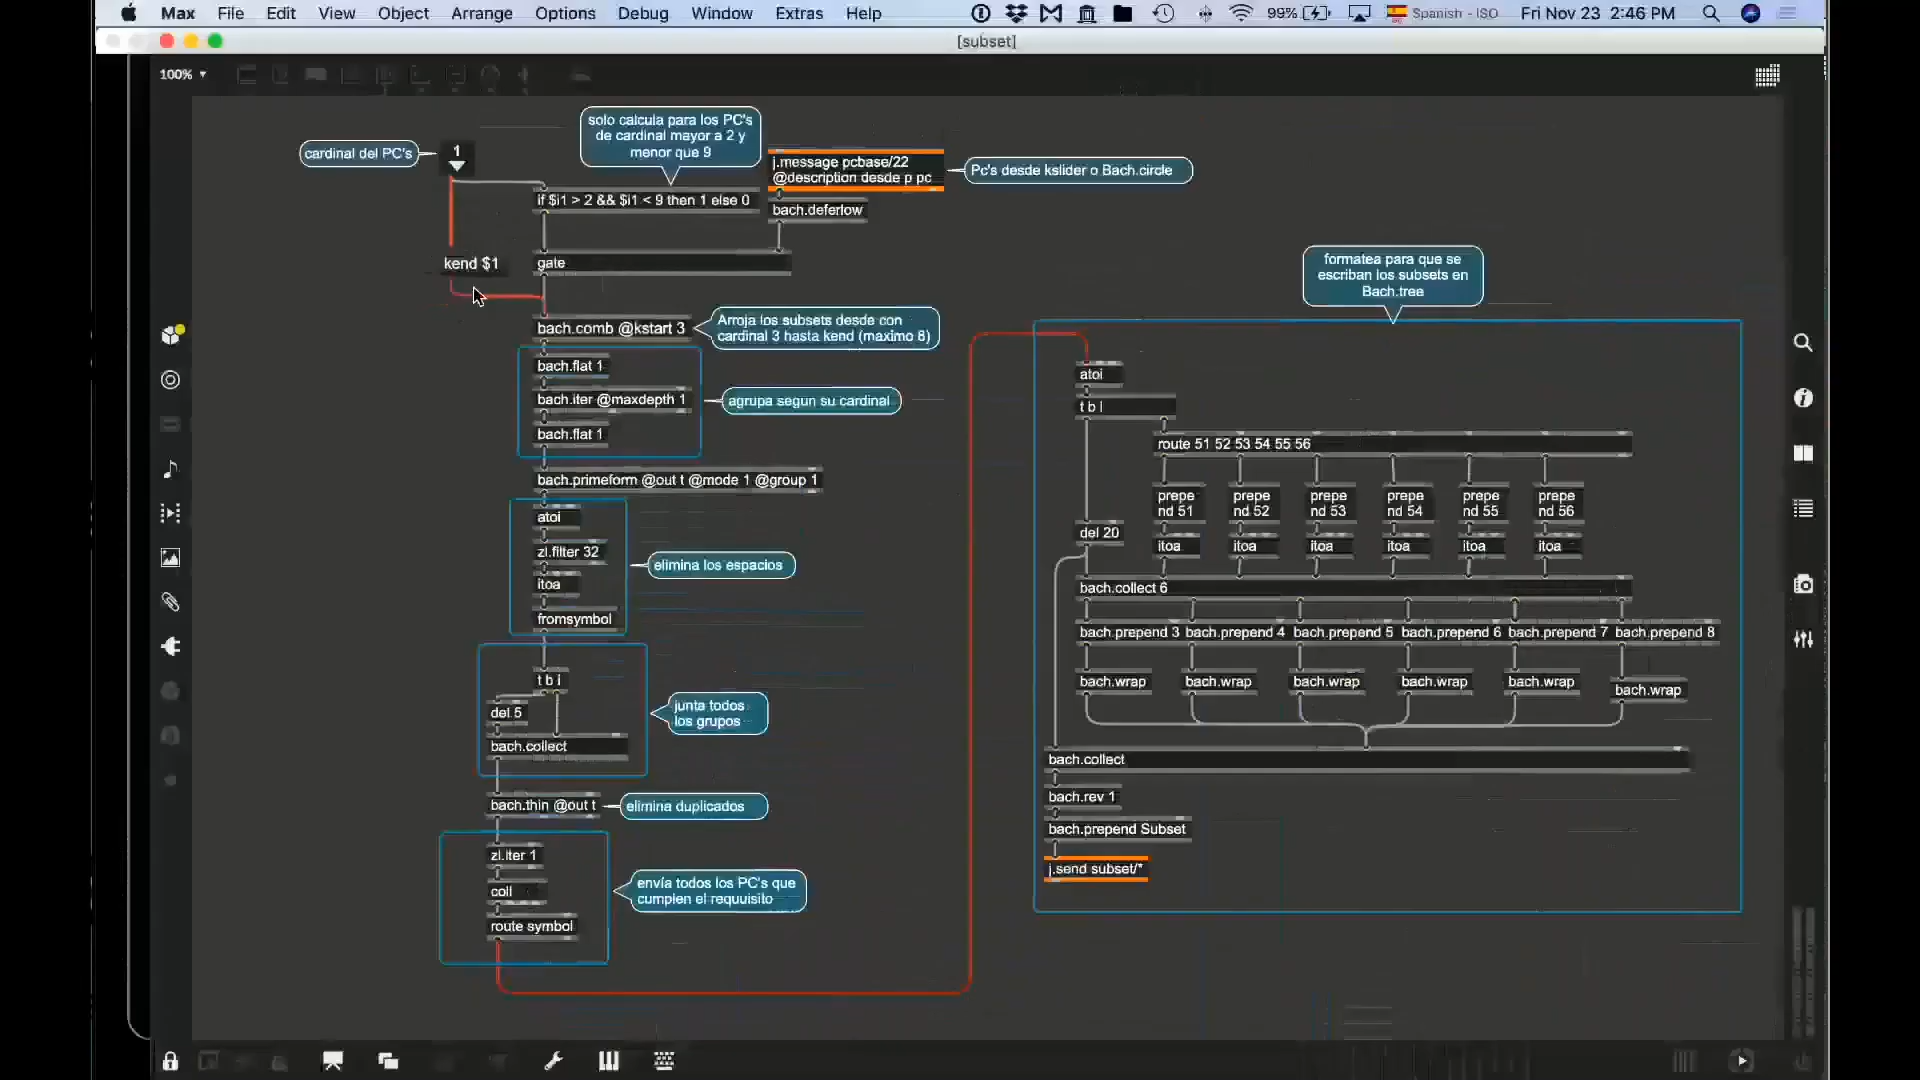 Max File Edit View Object Arrange Options Debug Window Extras Help 99% Spanish - ISO Fri Nov 23 2:46 PM
[subset]
100%
cardinal del PC's
1
solo calcula para los PC's
de cardinal mayor a 2 y
menor que 9
j.message pcbase/22
@description desde p pc
Pc's desde kslider o Bach.circle
if $i1 > 2 && $i1 < 9 then 1 else 0
bach.deferlow
kend $1
gate
bach.comb @kstart 3
Arroja los subsets desde con
cardinal 3 hasta kend (maximo 8)
bach.flat 1
bach.iter @maxdepth 1
agrupa segun su cardinal
bach.flat 1
bach.primeform @out t @mode 1 @group 1
atoi
zl.filter 32
elimina los espacios
itoa
fromsymbol
t b l
del 5
junta todos
los grupos
bach.collect
bach.thin @out t
elimina duplicados
zl.iter 1
coll
envía todos los PC's que
cumplen el requuisito
route symbol
formatea para que se
escriban los subsets en
Bach.tree
atoi
t b l
route 51 52 53 54 55 56
prepe
nd 51
prepe
nd 52
prepe
nd 53
prepe
nd 54
prepe
nd 55
prepe
nd 56
del 20
itoa itoa itoa itoa itoa itoa
bach.collect 6
bach.prepend 3 bach.prepend 4 bach.prepend 5 bach.prepend 6 bach.prepend 7 bach.prepend 8
bach.wrap bach.wrap bach.wrap bach.wrap bach.wrap bach.wrap
bach.collect
bach.rev 1
bach.prepend Subset
j.send subset/*